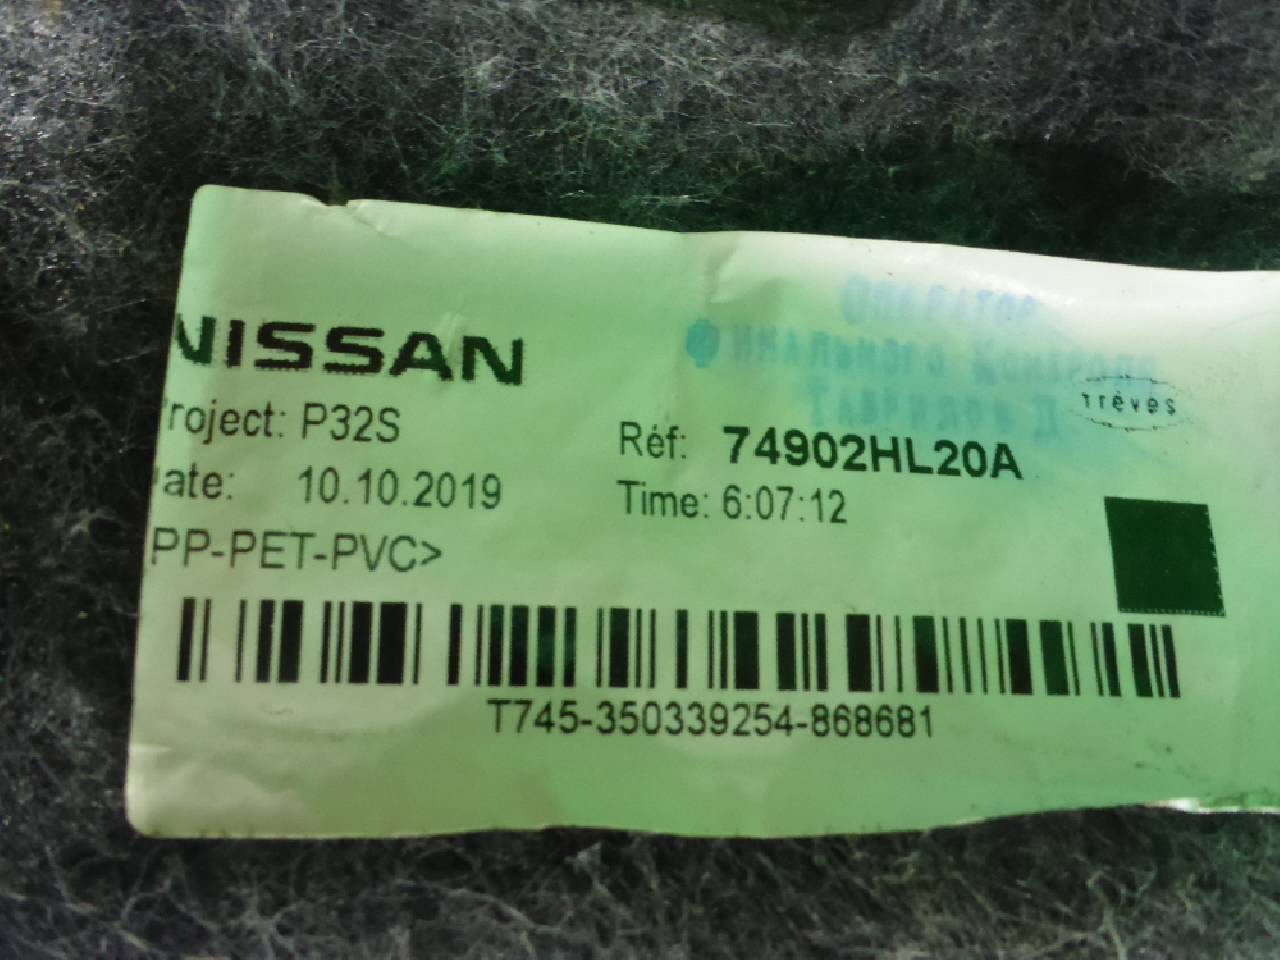 NISSAN
roject: P32S
Réf: 74902HL20A
trèves
ate: 10.10.2019
Time: 6:07:12
PP-PET-PVC>
T745-350339254-868681